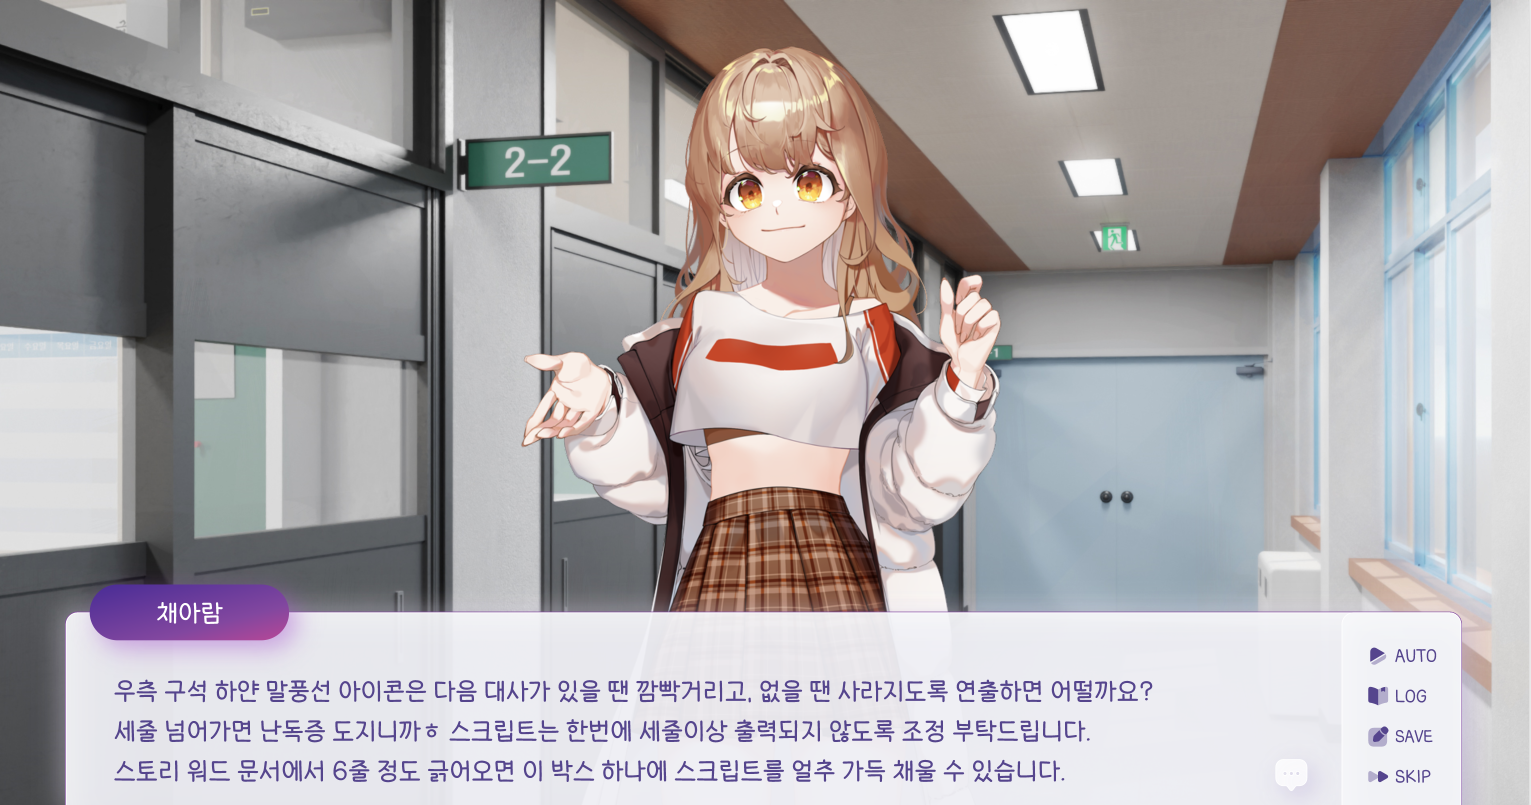 2-2
채아람
우측 구석 하얀 말풍선 아이콘은 다음 대사가 있을 땐 깜빡거리고, 없을 땐 사라지도록 연출하면 어떨까요?
세줄 넘어가면 난독증 도지니까ㅎ 스크립트는 한번에 세줄이상 출력되지 않도록 조정 부탁드립니다.
스토리 워드 문서에서 6줄 정도 긁어오면 이 박스 하나에 스크립트를 얼추 가득 채울 수 있습니다.
AUTO
LOG
SAVE
SKIP